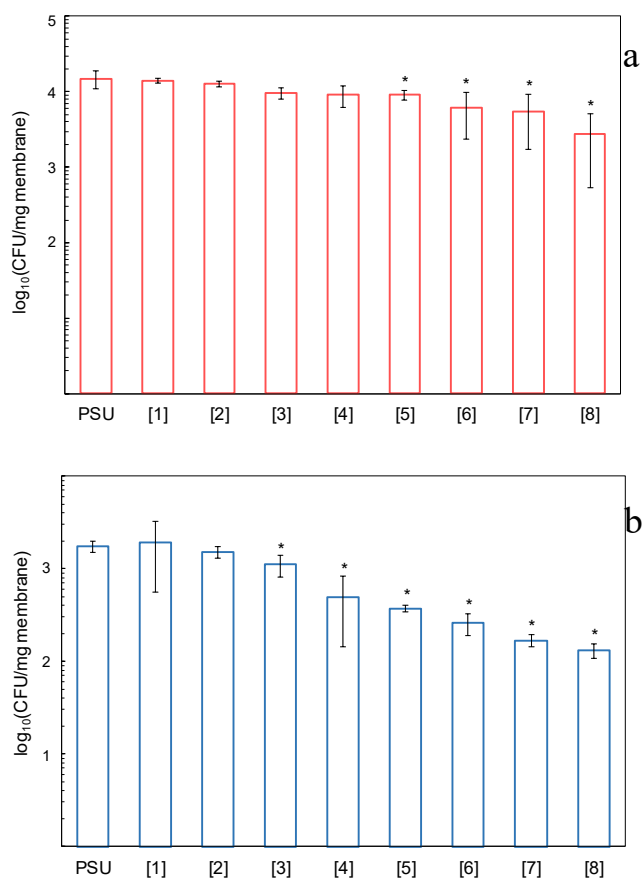 5
a
4
3
2
log₁₀(CFU/mg membrane)
* * * *
PSU [1] [2] [3] [4] [5] [6] [7] [8]
b
3
2
1
log₁₀(CFU/mg membrane)
* * * * * *
PSU [1] [2] [3] [4] [5] [6] [7] [8]